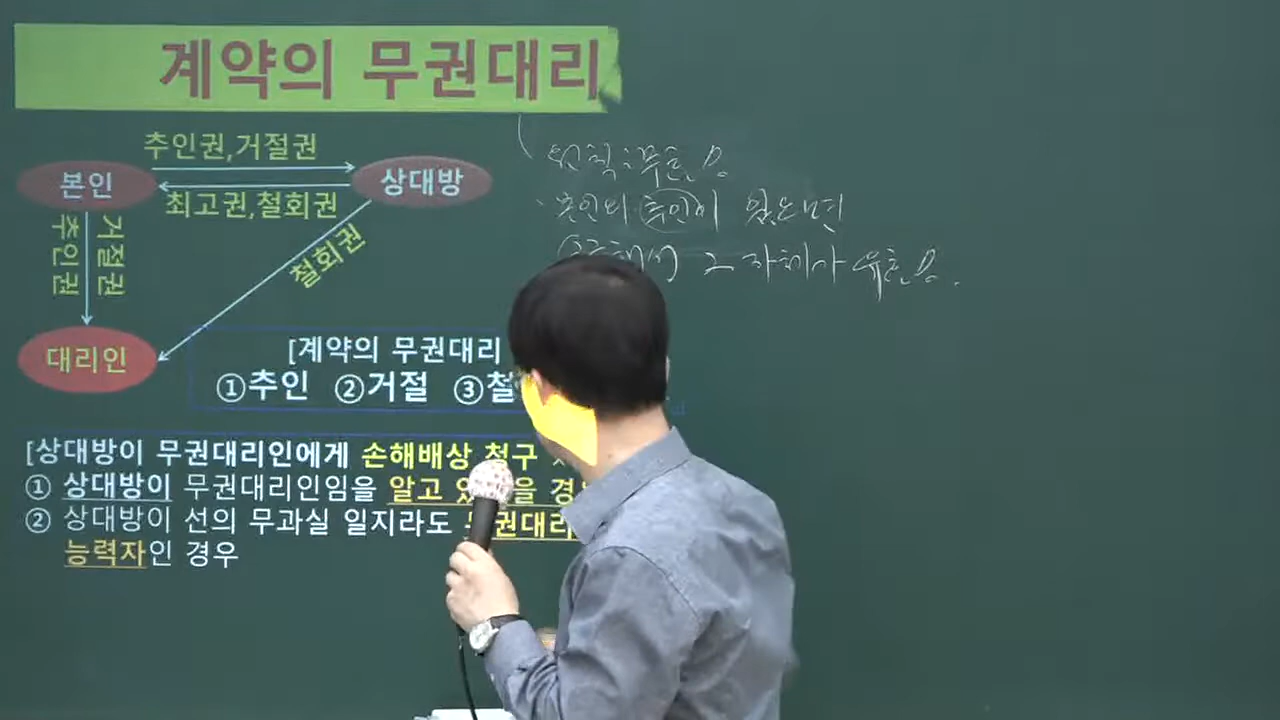 계약의 무권대리
추인권,거절권
본인
상대방
최고권,철회권
추인권
거절권
철회권
대리인
[계약의 무권대리
①추인 ②거절 ③철
[상대방이 무권대리인에게 손해배상 청구
① 상대방이 무권대리인임을 알고
② 상대방이 선의 무과실 일지라도
능력자인 경우
원칙:무효
본인의 추인이 있으면
그 자체가 유효